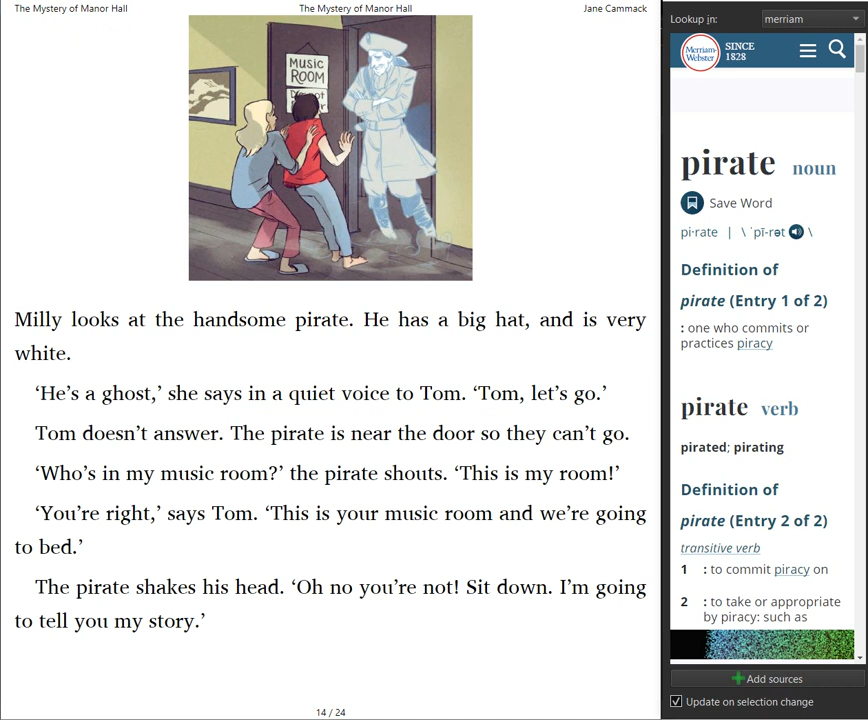 The Mystery of Manor Hall
The Mystery of Manor Hall
Jane Cammack
MUSIC
ROOM
Milly looks at the handsome pirate. He has a big hat, and is very
white.
‘He’s a ghost,’ she says in a quiet voice to Tom. ‘Tom, let’s go.’
Tom doesn’t answer. The pirate is near the door so they can’t go.
‘Who’s in my music room?’ the pirate shouts. ‘This is my room!’
‘You’re right,’ says Tom. ‘This is your music room and we’re going
to bed.’
The pirate shakes his head. ‘Oh no you’re not! Sit down. I’m going
to tell you my story.’
14 / 24
Lookup in:
merriam
Merriam-
Webster
SINCE
1828
pirate noun
Save Word
pi·rate | \ ˈpī-rət \
Definition of
pirate (Entry 1 of 2)
: one who commits or
practices piracy
pirate verb
pirated; pirating
Definition of
pirate (Entry 2 of 2)
transitive verb
1 : to commit piracy on
2 : to take or appropriate
by piracy: such as
Add sources
Update on selection change